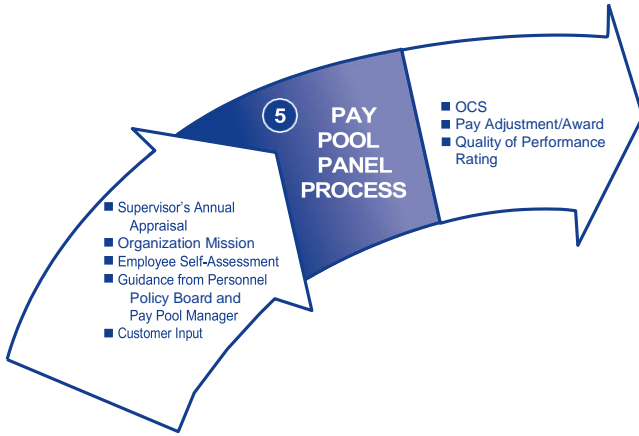 5
PAY
POOL
PANEL
PROCESS
■ OCS
■ Pay Adjustment/Award
■ Quality of Performance
Rating
■ Supervisor's Annual
Appraisal
■ Organization Mission
■ Employee Self-Assessment
■ Guidance from Personnel
Policy Board and
Pay Pool Manager
■ Customer Input